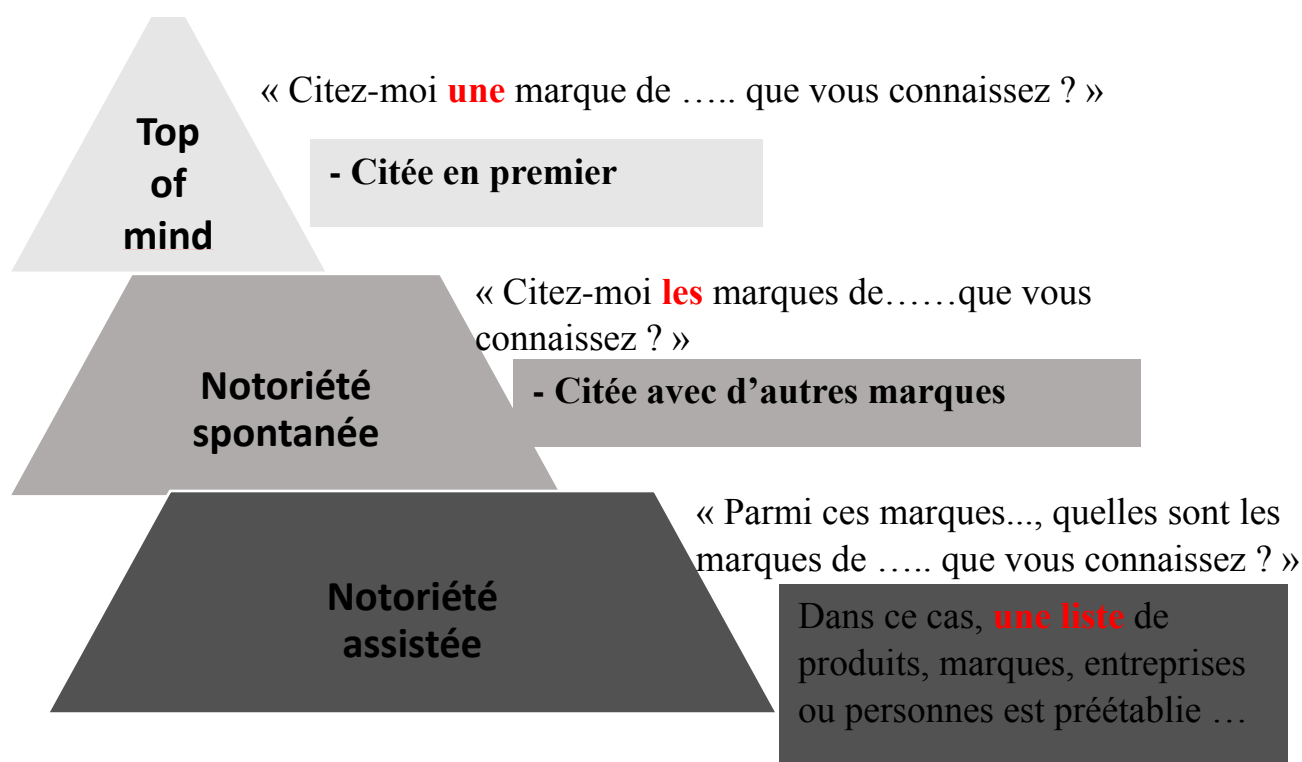 « Citez-moi une marque de ….. que vous connaissez ? »
Top
of
mind
- Citée en premier
« Citez-moi les marques de……que vous
connaissez ? »
Notoriété
spontanée
- Citée avec d’autres marques
« Parmi ces marques..., quelles sont les
marques de ….. que vous connaissez ? »
Notoriété
assistée
Dans ce cas, une liste de
produits, marques, entreprises
ou personnes est préétablie …